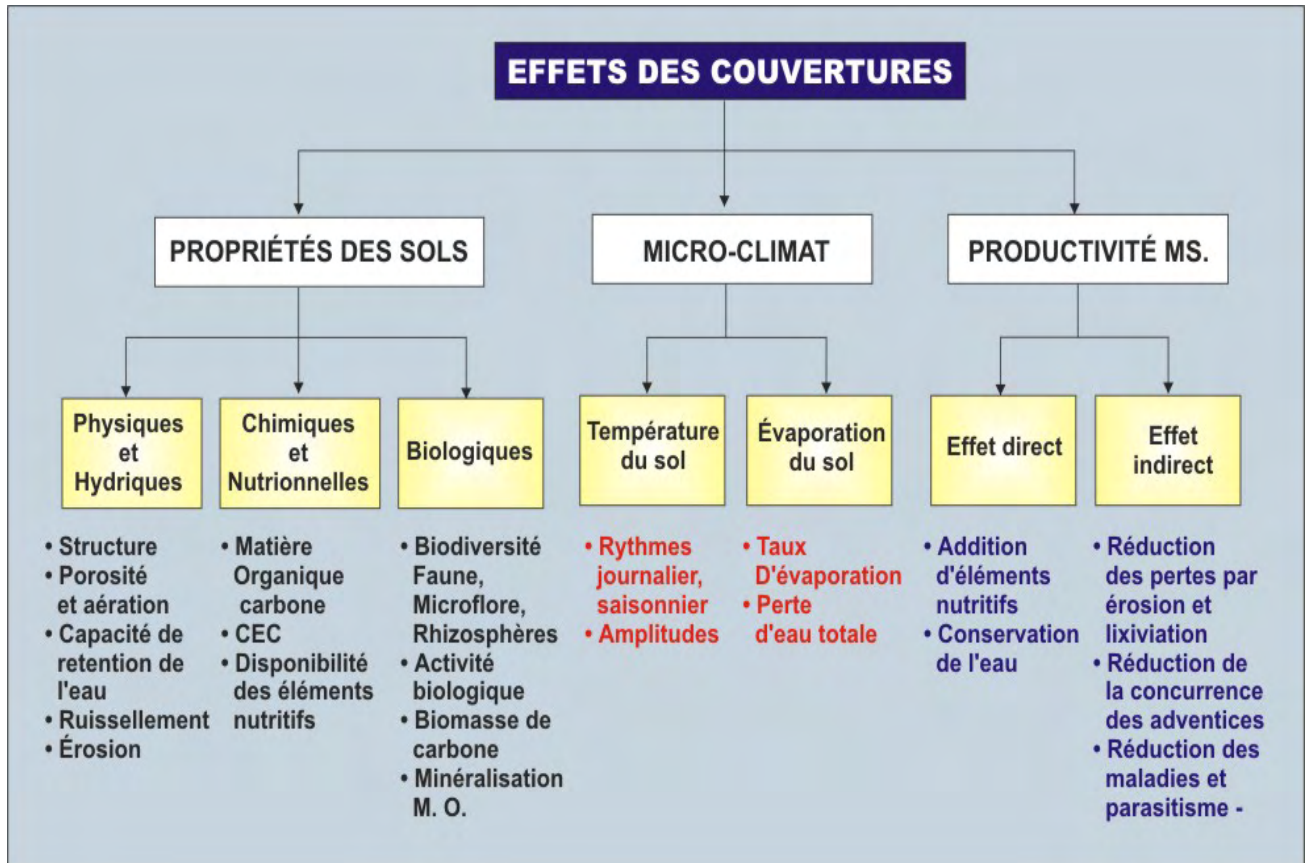 EFFETS DES COUVERTURES
PROPRIÉTÉS DES SOLS
MICRO-CLIMAT
PRODUCTIVITÉ MS.
Physiques
et
Hydriques
Chimiques
et
Nutrionnelles
Biologiques
Température
du sol
Évaporation
du sol
Effet direct
Effet
indirect
• Structure
• Porosité
et aération
• Capacité de
retention de
l'eau
• Ruissellement
• Érosion
• Matière
Organique
carbone
• CEC
• Disponibilité
des éléments
nutritifs
• Biodiversité
Faune,
Microflore,
Rhizosphères
• Activité
biologique
• Biomasse de
carbone
• Minéralisation
M. O.
• Rythmes
journalier,
saisonnier
• Amplitudes
• Taux
D'évaporation
• Perte
d'eau totale
• Addition
d'éléments
nutritifs
• Conservation
de l'eau
• Réduction
des pertes par
érosion et
lixiviation
• Réduction de
la concurrence
des adventices
• Réduction des
maladies et
parasitisme -